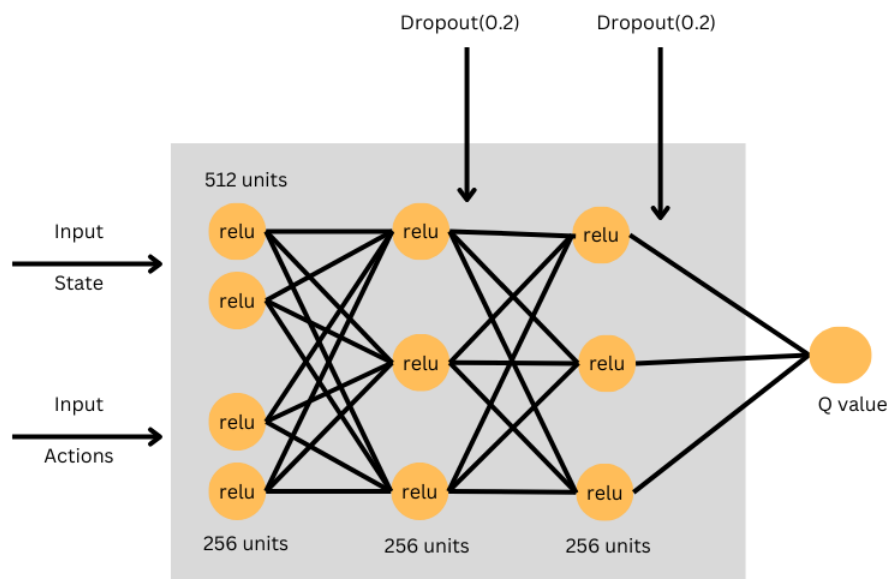 Dropout(0.2)
Dropout(0.2)
512 units
Input
State
relu
relu
relu
relu
relu
relu
Input
Actions
relu
relu
relu
relu
Q value
256 units
256 units
256 units